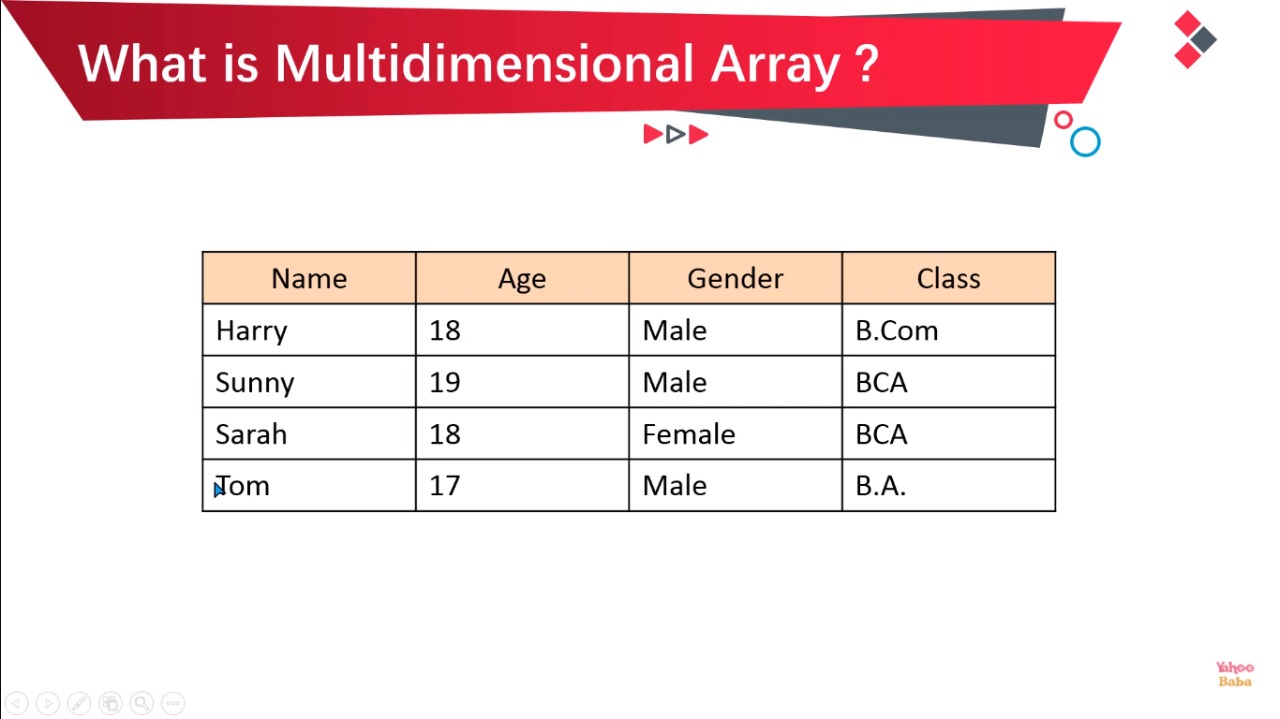 What is Multidimensional Array ?
Name Age Gender Class
Harry 18 Male B.Com
Sunny 19 Male BCA
Sarah 18 Female BCA
Tom 17 Male B.A.
Yahoo
Baba